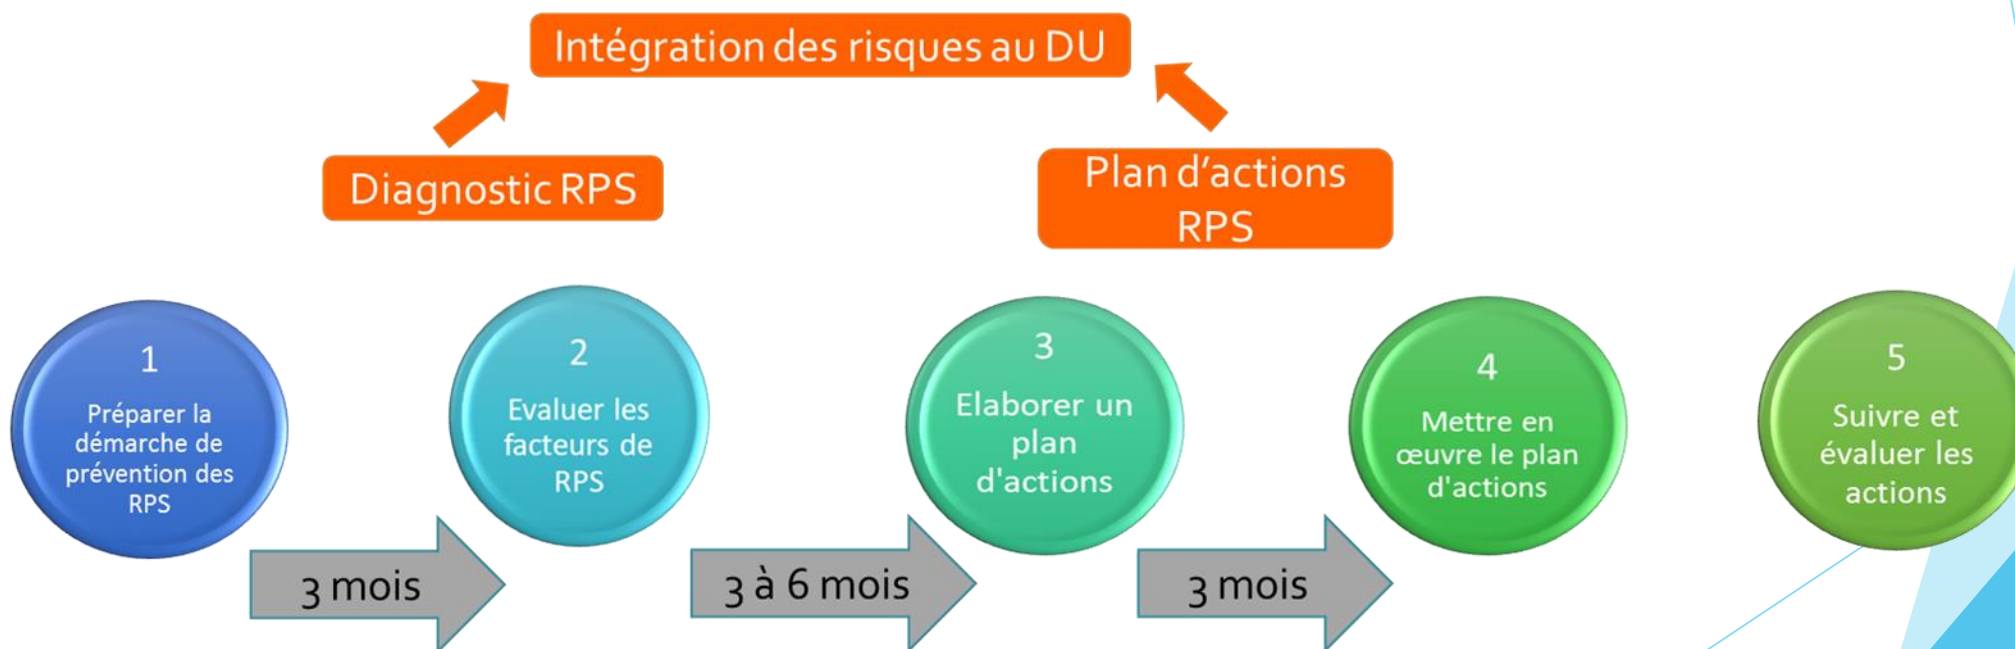 Intégration des risques au DU
Diagnostic RPS
Plan d’actions
RPS
1
Préparer la
démarche de
prévention des
RPS
2
Evaluer les
facteurs de
RPS
3
Elaborer un
plan
d'actions
4
Mettre en
œuvre le plan
d'actions
5
Suivre et
évaluer les
actions
3 mois
3 à 6 mois
3 mois